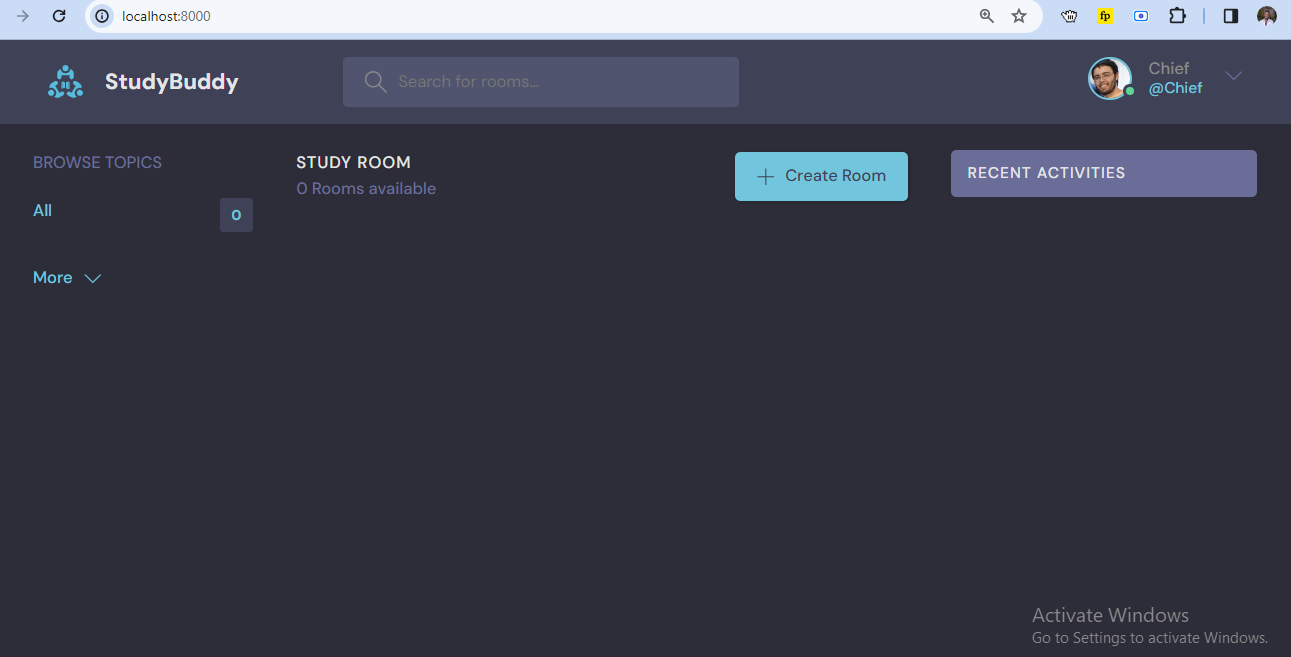 localhost:8000
fp
StudyBuddy
Search for rooms...
Chief
@Chief
BROWSE TOPICS
All
0
More
STUDY ROOM
0 Rooms available
Create Room
RECENT ACTIVITIES
Activate Windows
Go to Settings to activate Windows.